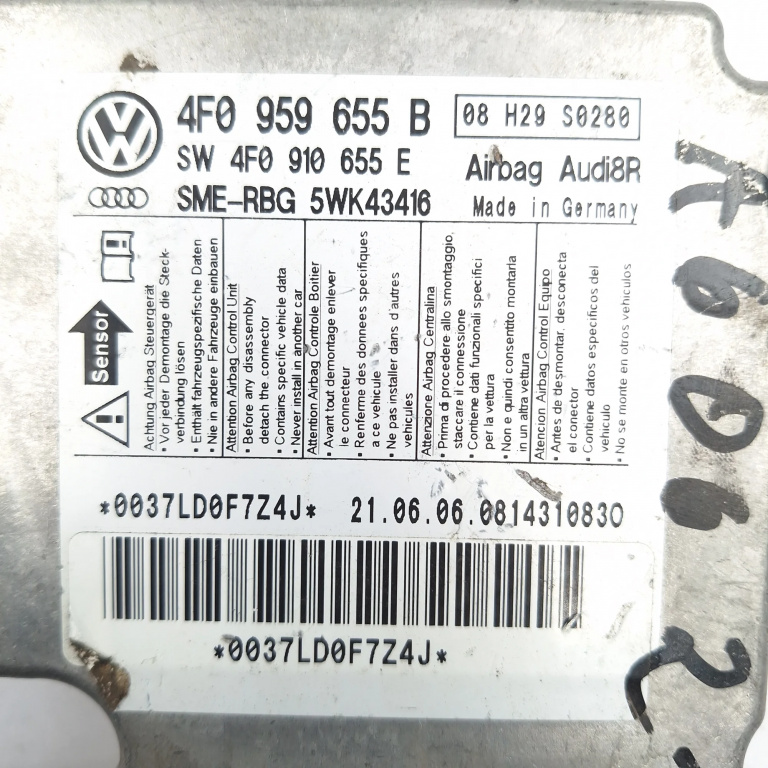 4F0 959 655 B
08 H29 S0280
SW 4F0 910 655 E
Airbag Audi8R
SME-RBG 5WK43416
Made in Germany
Sensor
Achtung Airbag Steuergerät
• Vor jeder Demontage die Steck-
verbindung lösen
• Enthält fahrzeugspezifische Daten
• Nie in andere Fahrzeuge einbauen
Attention Airbag Control Unit
• Before any disassembly
detach the connector
• Contains specific vehicle data
• Never install in another car
Attention Airbag Controle Boitier
• Avant tout demontage enlever
le connecteur
• Renferme des donnees specifiques
a ce vehicule
• Ne pas installer dans d'autres
vehicules
Attenzione Airbag Centralina
• Prima di procedere allo smontaggio,
staccare il connessione
• Contiene dati funzionali specifici
per la vettura
• Non e quindi consentito montarla
in un altra vettura
Atencion Airbag Control Equipo
• Antes de desmontar, desconecta
el conector
• Contiene datos especificos del
vehiculo
• No se monte en otros vehiculos
*0037LD0F7Z4J*
21.06.06.0814310830
*0037LD0F7Z4J*
A606 2-